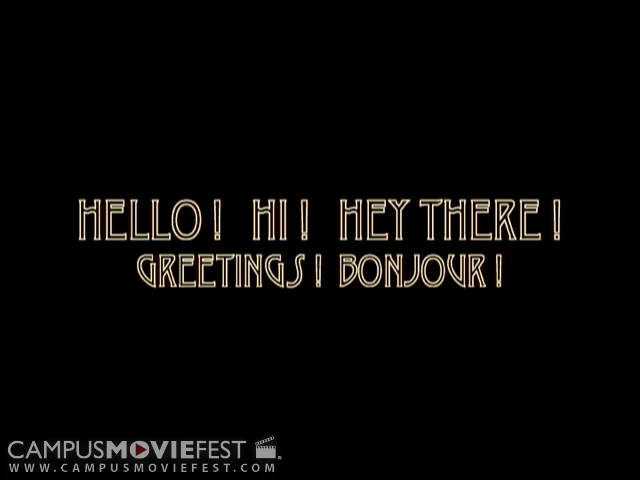 HELLO! HI! HEY THERE!
GREETINGS! BONJOUR!
CAMPUSMOVIEFEST
WWW.CAMPUSMOVIEFEST.COM